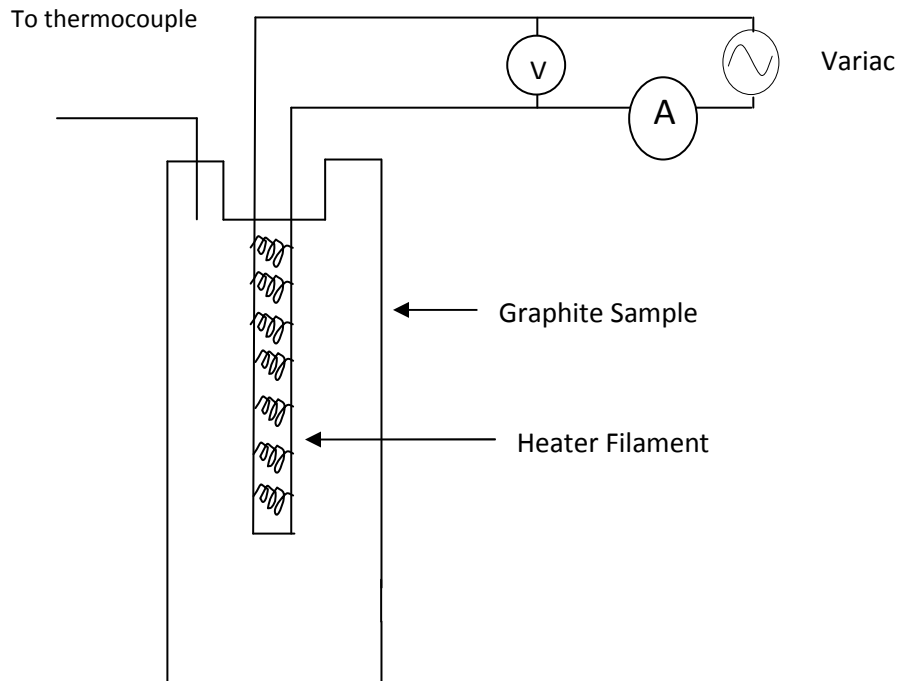 To thermocouple
V
Variac
A
Graphite Sample
Heater Filament